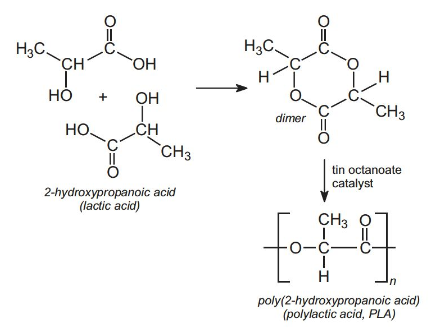 O
H₃C
C
CH
OH
HO
+
OH
HO
CH
C
CH₃
O
2-hydroxypropanoic acid
(lactic acid)
O
H₃C
C
O
C
H
H
O
C
C
CH₃
dimer
O
tin octanoate
catalyst
CH₃ O
O—C—C
H
n
poly(2-hydroxypropanoic acid)
(polylactic acid, PLA)